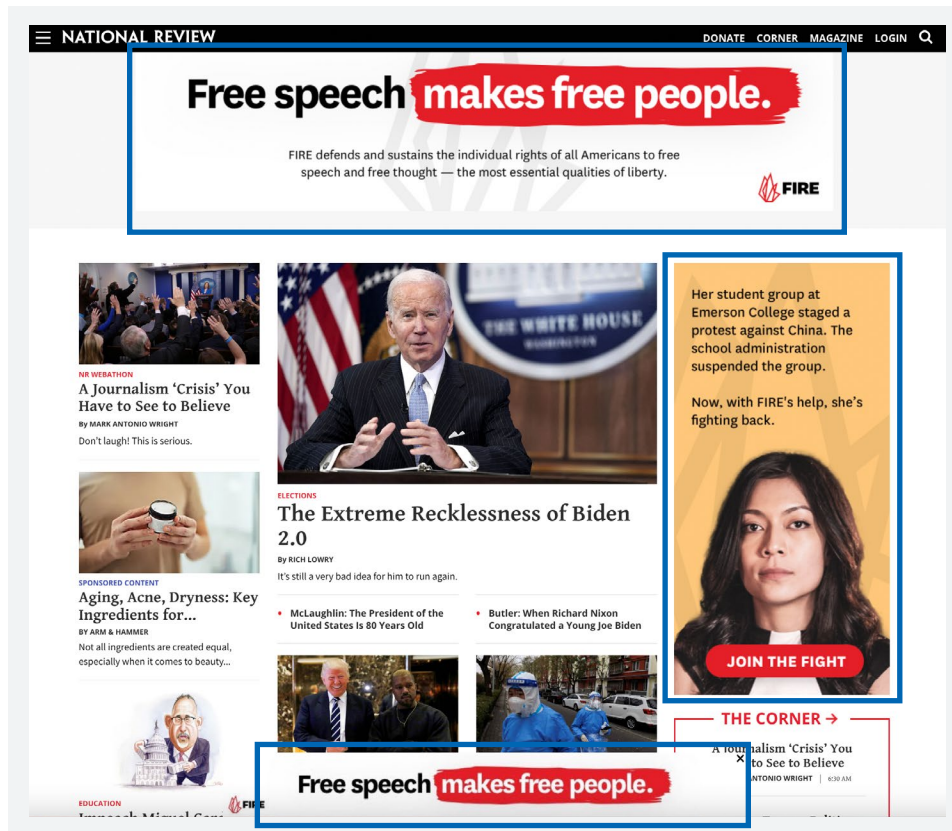 NATIONAL REVIEW
DONATE CORNER MAGAZINE LOGIN
Free speech makes free people.
FIRE defends and sustains the individual rights of all Americans to free
speech and free thought — the most essential qualities of liberty.
FIRE
NR WEBATHON
A Journalism ‘Crisis’ You
Have to See to Believe
By MARK ANTONIO WRIGHT
Don't laugh! This is serious.
SPONSORED CONTENT
Aging, Acne, Dryness: Key
Ingredients for...
BY ARM & HAMMER
Not all ingredients are created equal,
especially when it comes to beauty...
EDUCATION
THE WHITE HOUSE
WASHINGTON
ELECTIONS
The Extreme Recklessness of Biden
2.0
By RICH LOWRY
It's still a very bad idea for him to run again.
McLaughlin: The President of the
United States Is 80 Years Old
Butler: When Richard Nixon
Congratulated a Young Joe Biden
Her student group at
Emerson College staged a
protest against China. The
school administration
suspended the group.
Now, with FIRE's help, she’s
fighting back.
JOIN THE FIGHT
THE CORNER →
A Journalism ‘Crisis’ You
to See to Believe
ANTONIO WRIGHT | 6:30 AM
Free speech makes free people.
FIRE